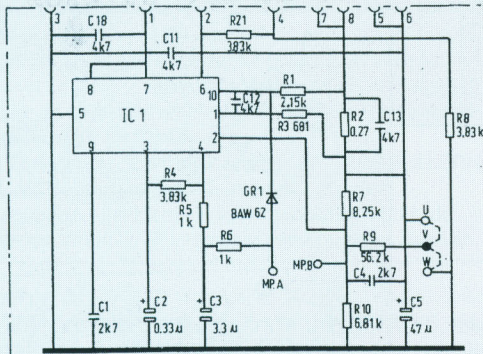 3 1 2 4 7 8 5 6
C18
4k7
C11
4k7
R21
3.83k
8 7 6
10
1
2
5
IC 1
9 3 4
C12
4k7
R1
2.15k
R3 681
R2
0.27
C13
4k7
R8
3,83k
R4
3.83k
R5
1k
R6
1k
GR1
BAW 62
MP.A
R7
8,25k
R9
56.2k
MP.B
C4 2k7
U
V
W
C1
2k7
+ C2
0.33µ
+ C3
3.3µ
R10
6,81k
+ C5
47µ